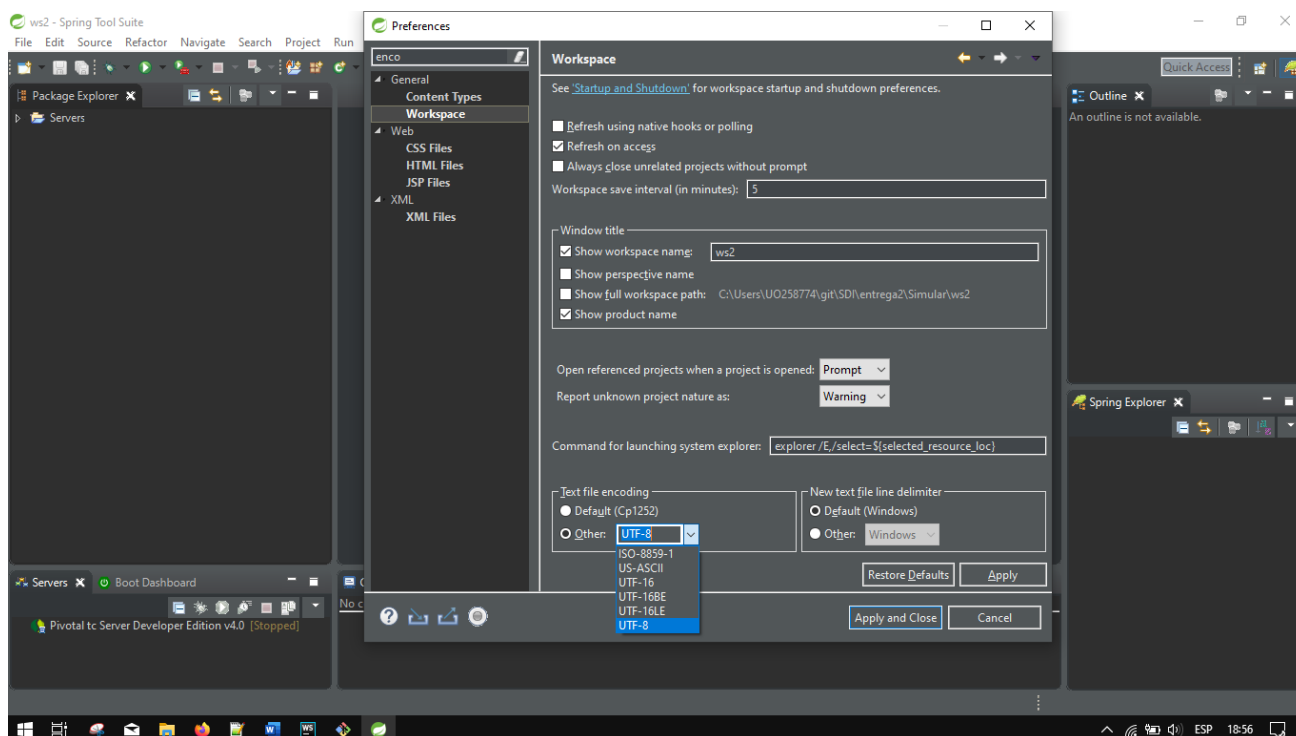 ws2 - Spring Tool Suite
File Edit Source Refactor Navigate Search Project Run
Quick Access
Package Explorer
Servers
Preferences
enco
General
Content Types
Workspace
Web
CSS Files
HTML Files
JSP Files
XML
XML Files
Workspace
See 'Startup and Shutdown' for workspace startup and shutdown preferences.
Refresh using native hooks or polling
Refresh on access
Always close unrelated projects without prompt
Workspace save interval (in minutes): 5
Window title
Show workspace name: ws2
Show perspective name
Show full workspace path: C:\Users\UO258774\git\SDI\entrega2\Simular\ws2
Show product name
Open referenced projects when a project is opened: Prompt
Report unknown project nature as: Warning
Command for launching system explorer: explorer /E,/select=${selected_resource_loc}
Text file encoding
Default (Cp1252)
Other: UTF-8
ISO-8859-1
US-ASCII
UTF-16
UTF-16BE
UTF-16LE
UTF-8
New text file line delimiter
Default (Windows)
Other: Windows
Restore Defaults Apply
Apply and Close Cancel
Outline
An outline is not available.
Spring Explorer
Servers Boot Dashboard
Pivotal tc Server Developer Edition v4.0 [Stopped]
No c
ESP 18:56